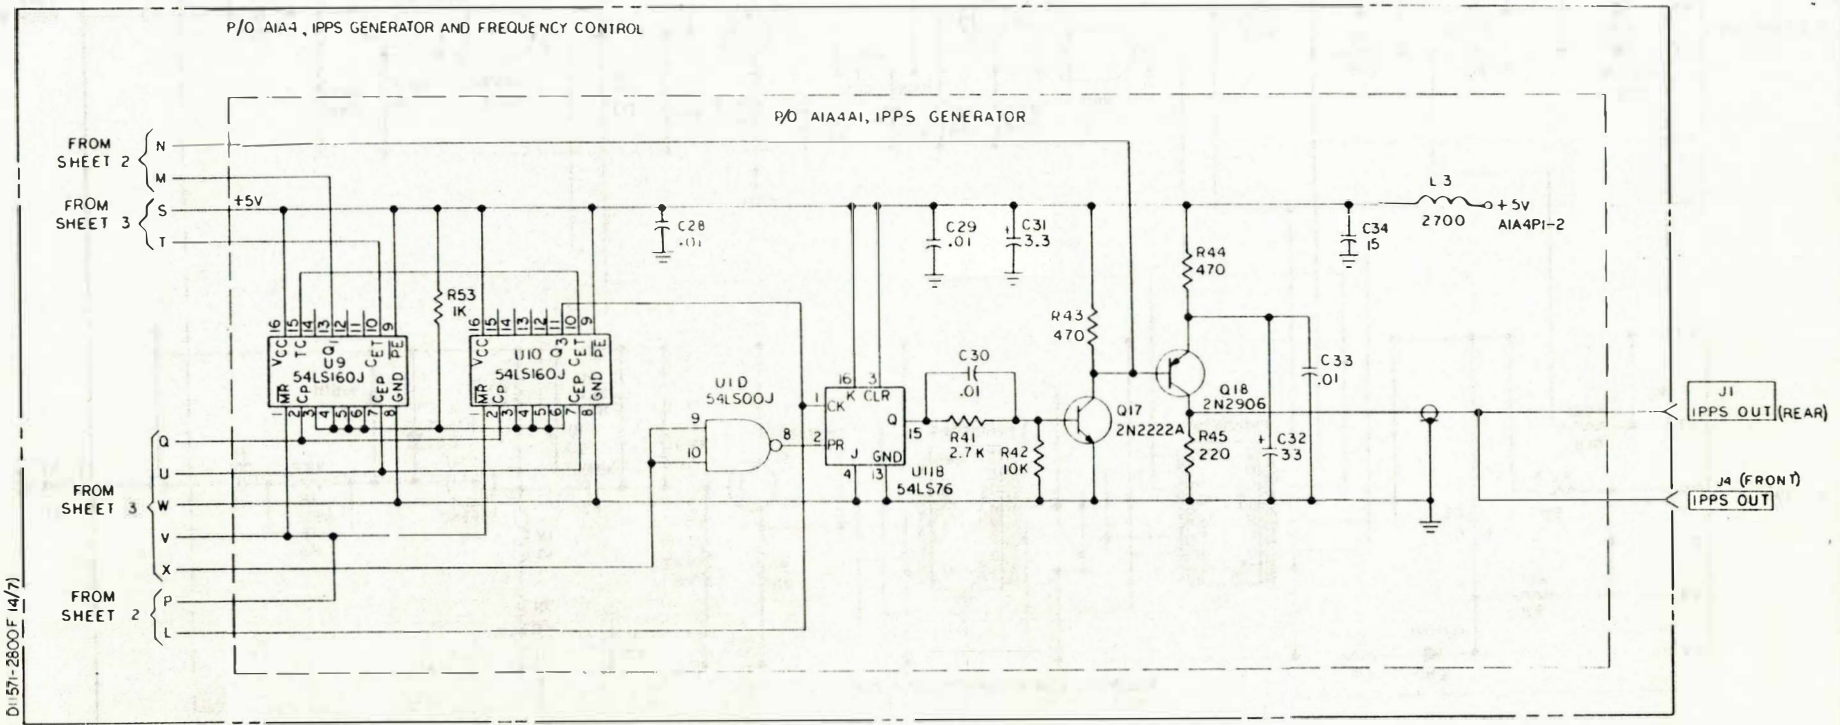 P/O A1A4, 1PPS GENERATOR AND FREQUENCY CONTROL
P/O A1A4A1, 1PPS GENERATOR
FROM SHEET 2
N
M
FROM SHEET 3
S
T
+5V
C28 .01
C29 .01
C31 + 3.3
R44 470
C34 15
L3 2700
+5V A1A4P1-2
R53 1K
16 15 14 13 12 11 10 9
VCC TC Q1 CET PE
U9
54LS160J
MR CP CEP GND
1 2 3 4 5 6 7 8
16 15 14 13 12 11 10 9
VCC Q3 CET PE
U10
54LS160J
MR CP CEP GND
1 2 3 4 5 6 7 8
U1D
54LS00J
9
10
8
16 3
K CLR
1 CK
2 PR
Q 15
J GND
4 13
U11B
54LS76
C30 .01
R41 2.7K
R42 10K
R43 470
Q17
2N2222A
Q18
2N2906
R45 220
C32 + 33
C33 .01
J1
1PPS OUT (REAR)
J4 (FRONT)
1PPS OUT
FROM SHEET 3
Q
U
W
V
X
FROM SHEET 2
P
L
D11571-2800F (4/7)